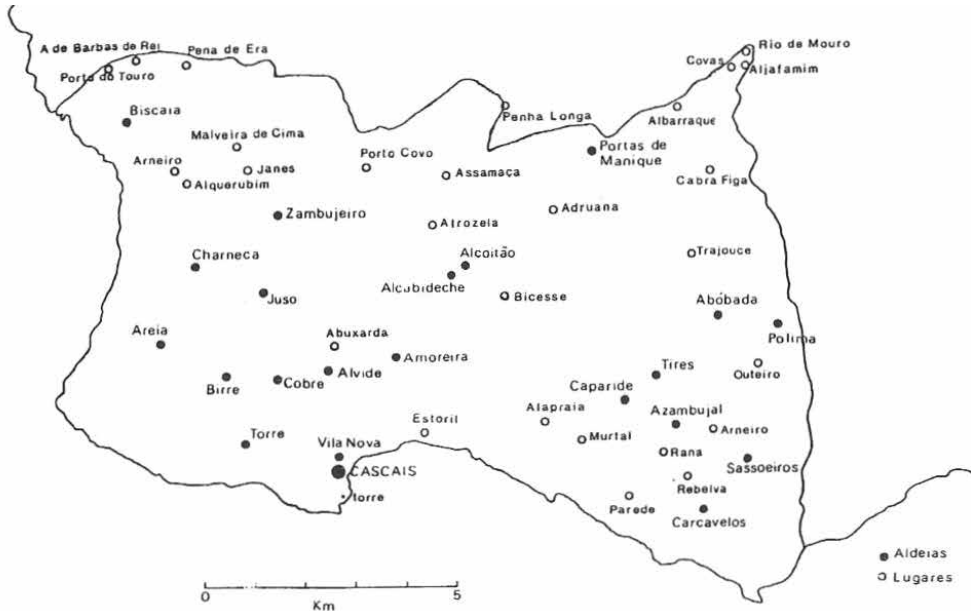 A de Barbas de Rei
Pena de Era
Porto do Touro
Rio de Mouro
Covas
Aljafamim
Penha Longa
Albarraque
Biscaia
Malveira de Cima
Portas de
Manique
Arneiro
Janes
Porto Covo
Assamaça
Cabra Figa
Alquerubim
Zambujeiro
Atrozela
Adruana
Charneca
Alcoitão
Trajouce
Alcabideche
Juso
Bicesse
Abóbada
Areia
Abuxarda
Polima
Amoreira
Birre
Cobre
Alvide
Tires
Outeiro
Caparide
Alapraia
Azambujal
Estoril
Murtal
Arneiro
Torre
Vila Nova
Rana
CASCAIS
Sassoeiros
torre
Rebelva
Parede
Carcavelos
Aldeias
Lugares
0
5
Km